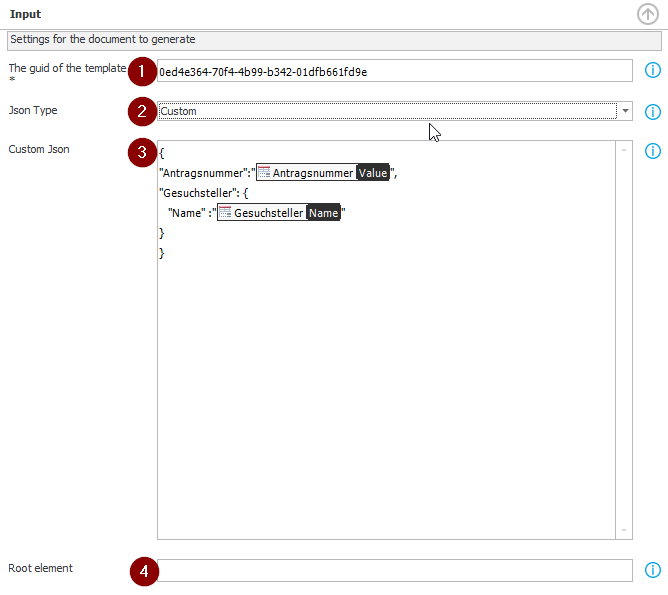 Input
Settings for the document to generate
The guid of the template *
1
0ed4e364-70f4-4b99-b342-01dfb661fd9e
Json Type
2
Custom
Custom Json
3
{
"Antragsnummer":" Antragsnummer Value ",
"Gesuchsteller": {
"Name" :" Gesuchsteller Name "
}
}
Root element
4